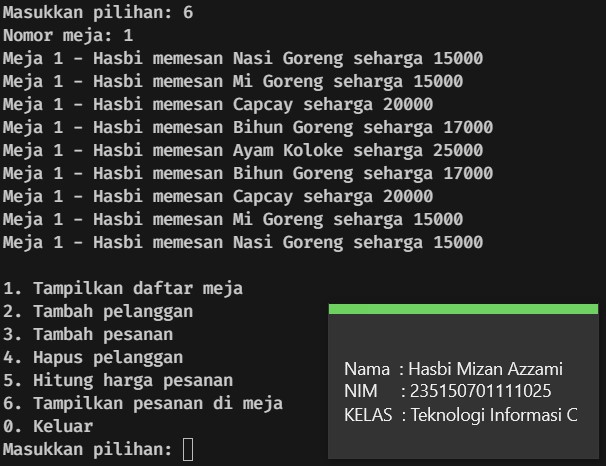 Masukkan pilihan: 6
Nomor meja: 1
Meja 1 - Hasbi memesan Nasi Goreng seharga 15000
Meja 1 - Hasbi memesan Mi Goreng seharga 15000
Meja 1 - Hasbi memesan Capcay seharga 20000
Meja 1 - Hasbi memesan Bihun Goreng seharga 17000
Meja 1 - Hasbi memesan Ayam Koloke seharga 25000
Meja 1 - Hasbi memesan Bihun Goreng seharga 17000
Meja 1 - Hasbi memesan Capcay seharga 20000
Meja 1 - Hasbi memesan Mi Goreng seharga 15000
Meja 1 - Hasbi memesan Nasi Goreng seharga 15000
1. Tampilkan daftar meja
2. Tambah pelanggan
3. Tambah pesanan
4. Hapus pelanggan
5. Hitung harga pesanan
6. Tampilkan pesanan di meja
0. Keluar
Masukkan pilihan:
Nama : Hasbi Mizan Azzami
NIM : 235150701111025
KELAS : Teknologi Informasi C